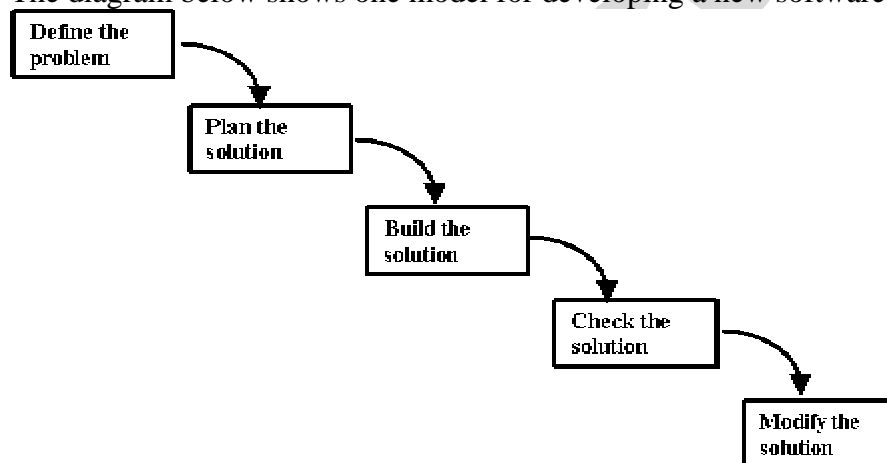 The diagram below shows one model for developing a new software
Define the
problem
Plan the
solution
Build the
solution
Check the
solution
Modify the
solution